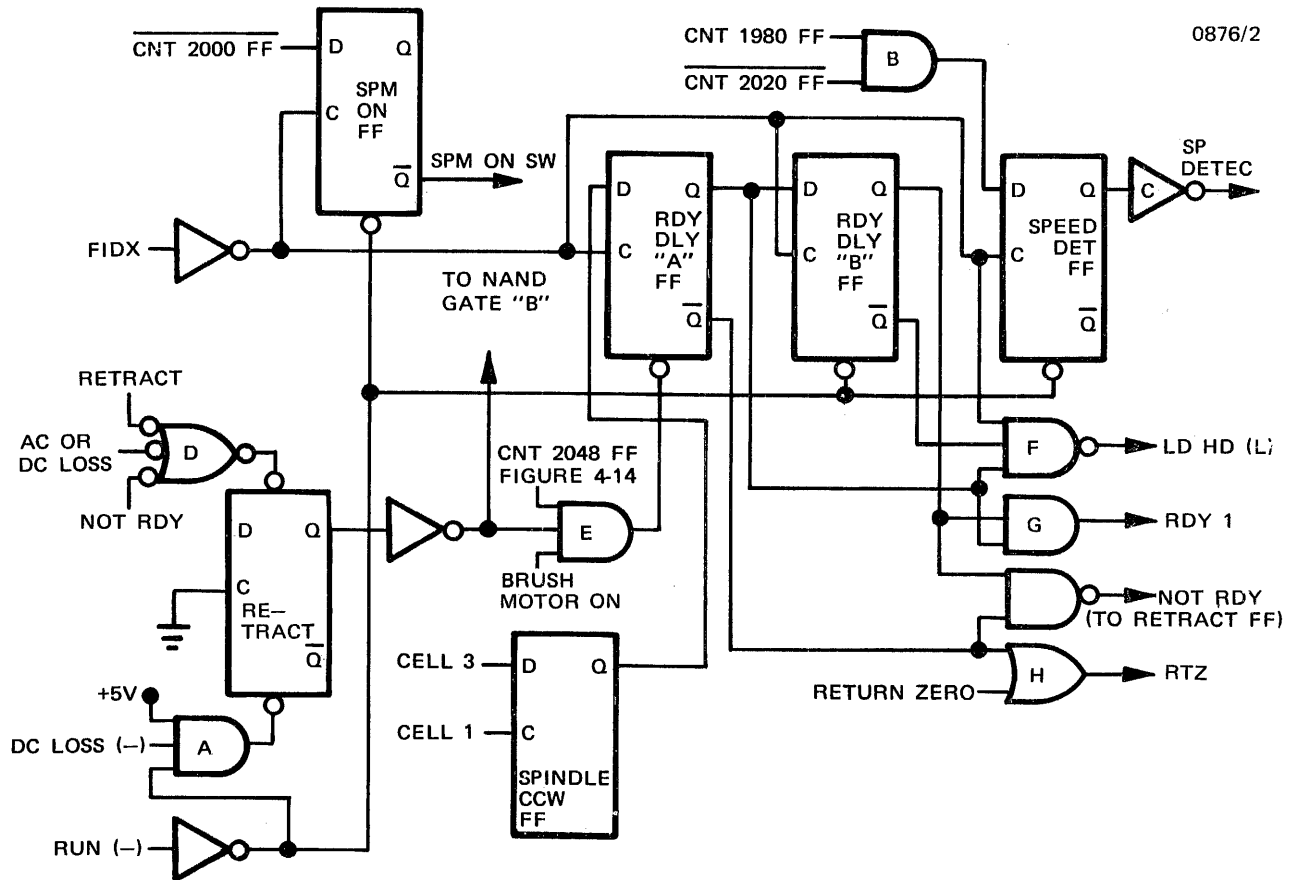 0876/2
CNT 2000 FF
D
Q
SPM
ON
FF
C
Q
SPM ON SW
FIDX
CNT 1980 FF
CNT 2020 FF
B
D
Q
RDY
DLY
"A"
FF
C
Q
D
Q
RDY
DLY
"B"
FF
C
Q
D
Q
SPEED
DET
FF
C
Q
C
SP
DETEC
TO NAND
GATE "B"
RETRACT
AC OR
DC LOSS
NOT RDY
D
D
Q
C
RE-
TRACT
Q
CNT 2048 FF
FIGURE 4-14
E
BRUSH
MOTOR ON
F
LD HD (L)
G
RDY 1
NOT RDY
(TO RETRACT FF)
H
RETURN ZERO
RTZ
+5V
DC LOSS (—)
A
RUN (—)
CELL 3
D
Q
CELL 1
C
SPINDLE
CCW
FF